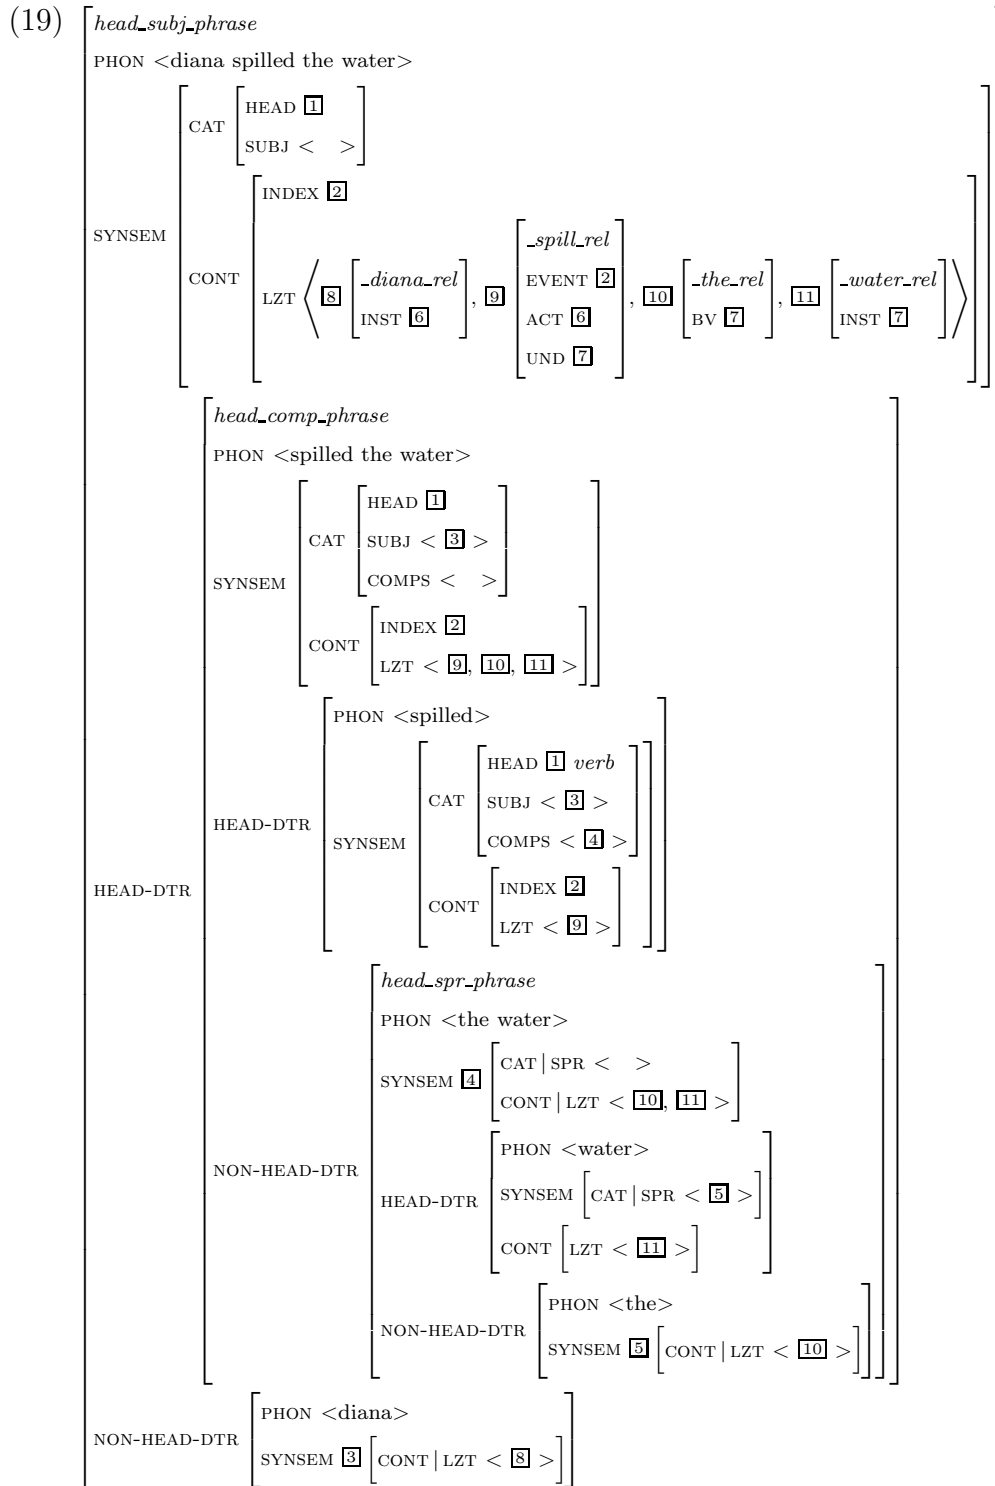 (19)
head_subj_phrase
PHON <diana spilled the water>
HEAD 1
CAT
SUBJ < >
INDEX 2
SYNSEM
_spill_rel
CONT
_diana_rel EVENT 2 _the_rel _water_rel
LZT 8 , 9 , 10 , 11
INST 6 ACT 6 BV 7 INST 7
UND 7
head_comp_phrase
PHON <spilled the water>
HEAD 1
CAT SUBJ < 3 >
COMPS < >
SYNSEM
INDEX 2
CONT
LZT < 9, 10, 11 >
PHON <spilled>
HEAD 1 verb
CAT SUBJ < 3 >
HEAD-DTR
COMPS < 4 >
SYNSEM
INDEX 2
HEAD-DTR
CONT
LZT < 9 >
head_spr_phrase
PHON <the water>
CAT | SPR < >
SYNSEM 4
CONT | LZT < 10, 11 >
PHON <water>
NON-HEAD-DTR
HEAD-DTR SYNSEM CAT | SPR < 5 >
CONT LZT < 11 >
PHON <the>
NON-HEAD-DTR
SYNSEM 5 CONT | LZT < 10 >
PHON <diana>
NON-HEAD-DTR
SYNSEM 3 CONT | LZT < 8 >